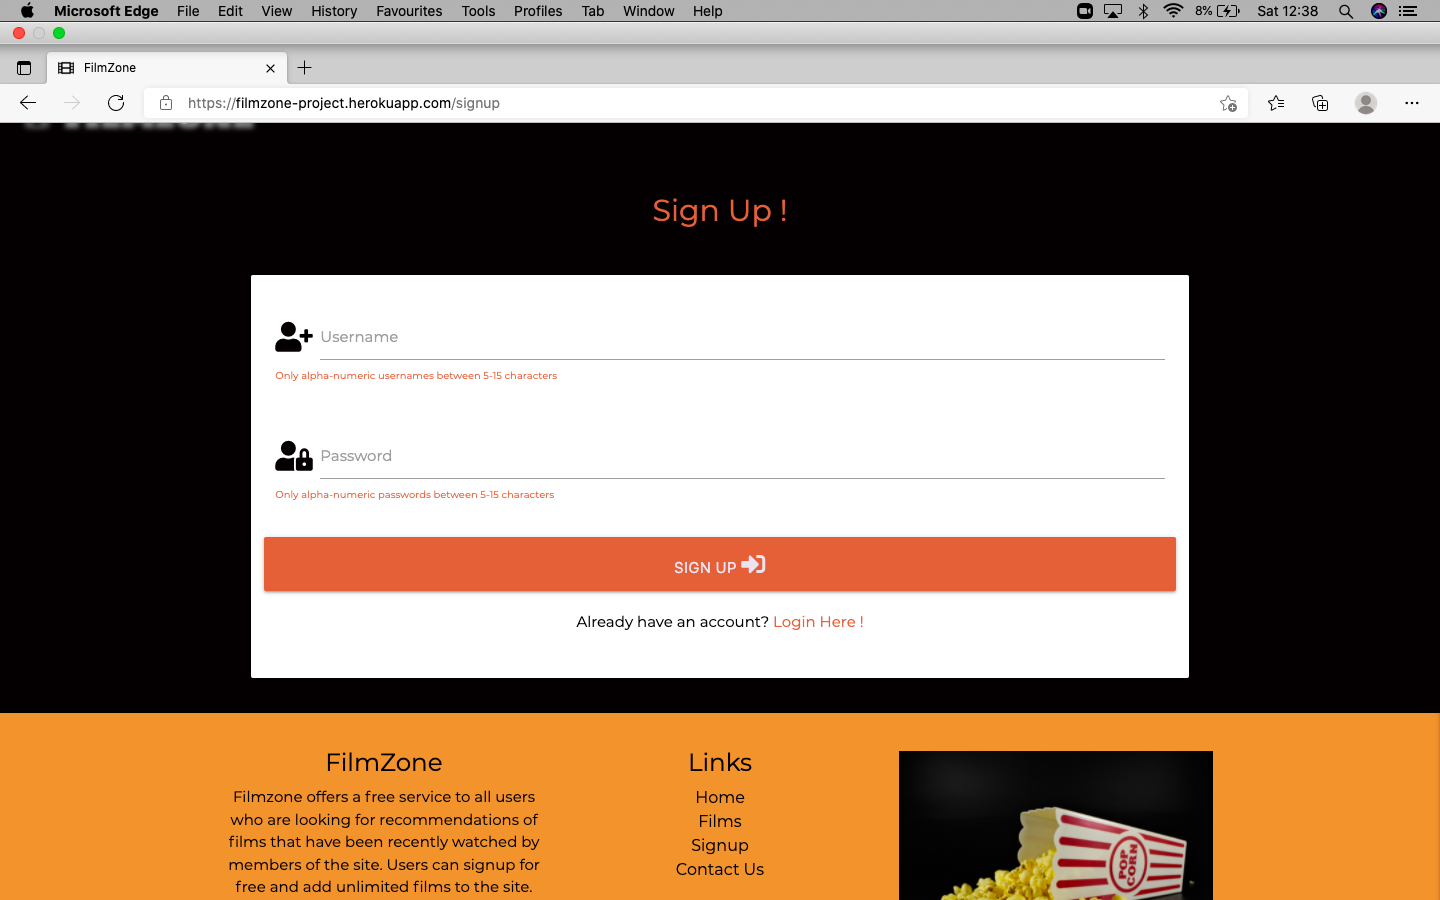 Microsoft Edge File Edit View History Favourites Tools Profiles Tab Window Help 8% Sat 12:38
FilmZone
https://filmzone-project.herokuapp.com/signup
Sign Up !
Username
Only alpha-numeric usernames between 5-15 characters
Password
Only alpha-numeric passwords between 5-15 characters
SIGN UP
Already have an account? Login Here !
FilmZone
Filmzone offers a free service to all users
who are looking for recommendations of
films that have been recently watched by
members of the site. Users can signup for
free and add unlimited films to the site.
Links
Home
Films
Signup
Contact Us
POP
CORN